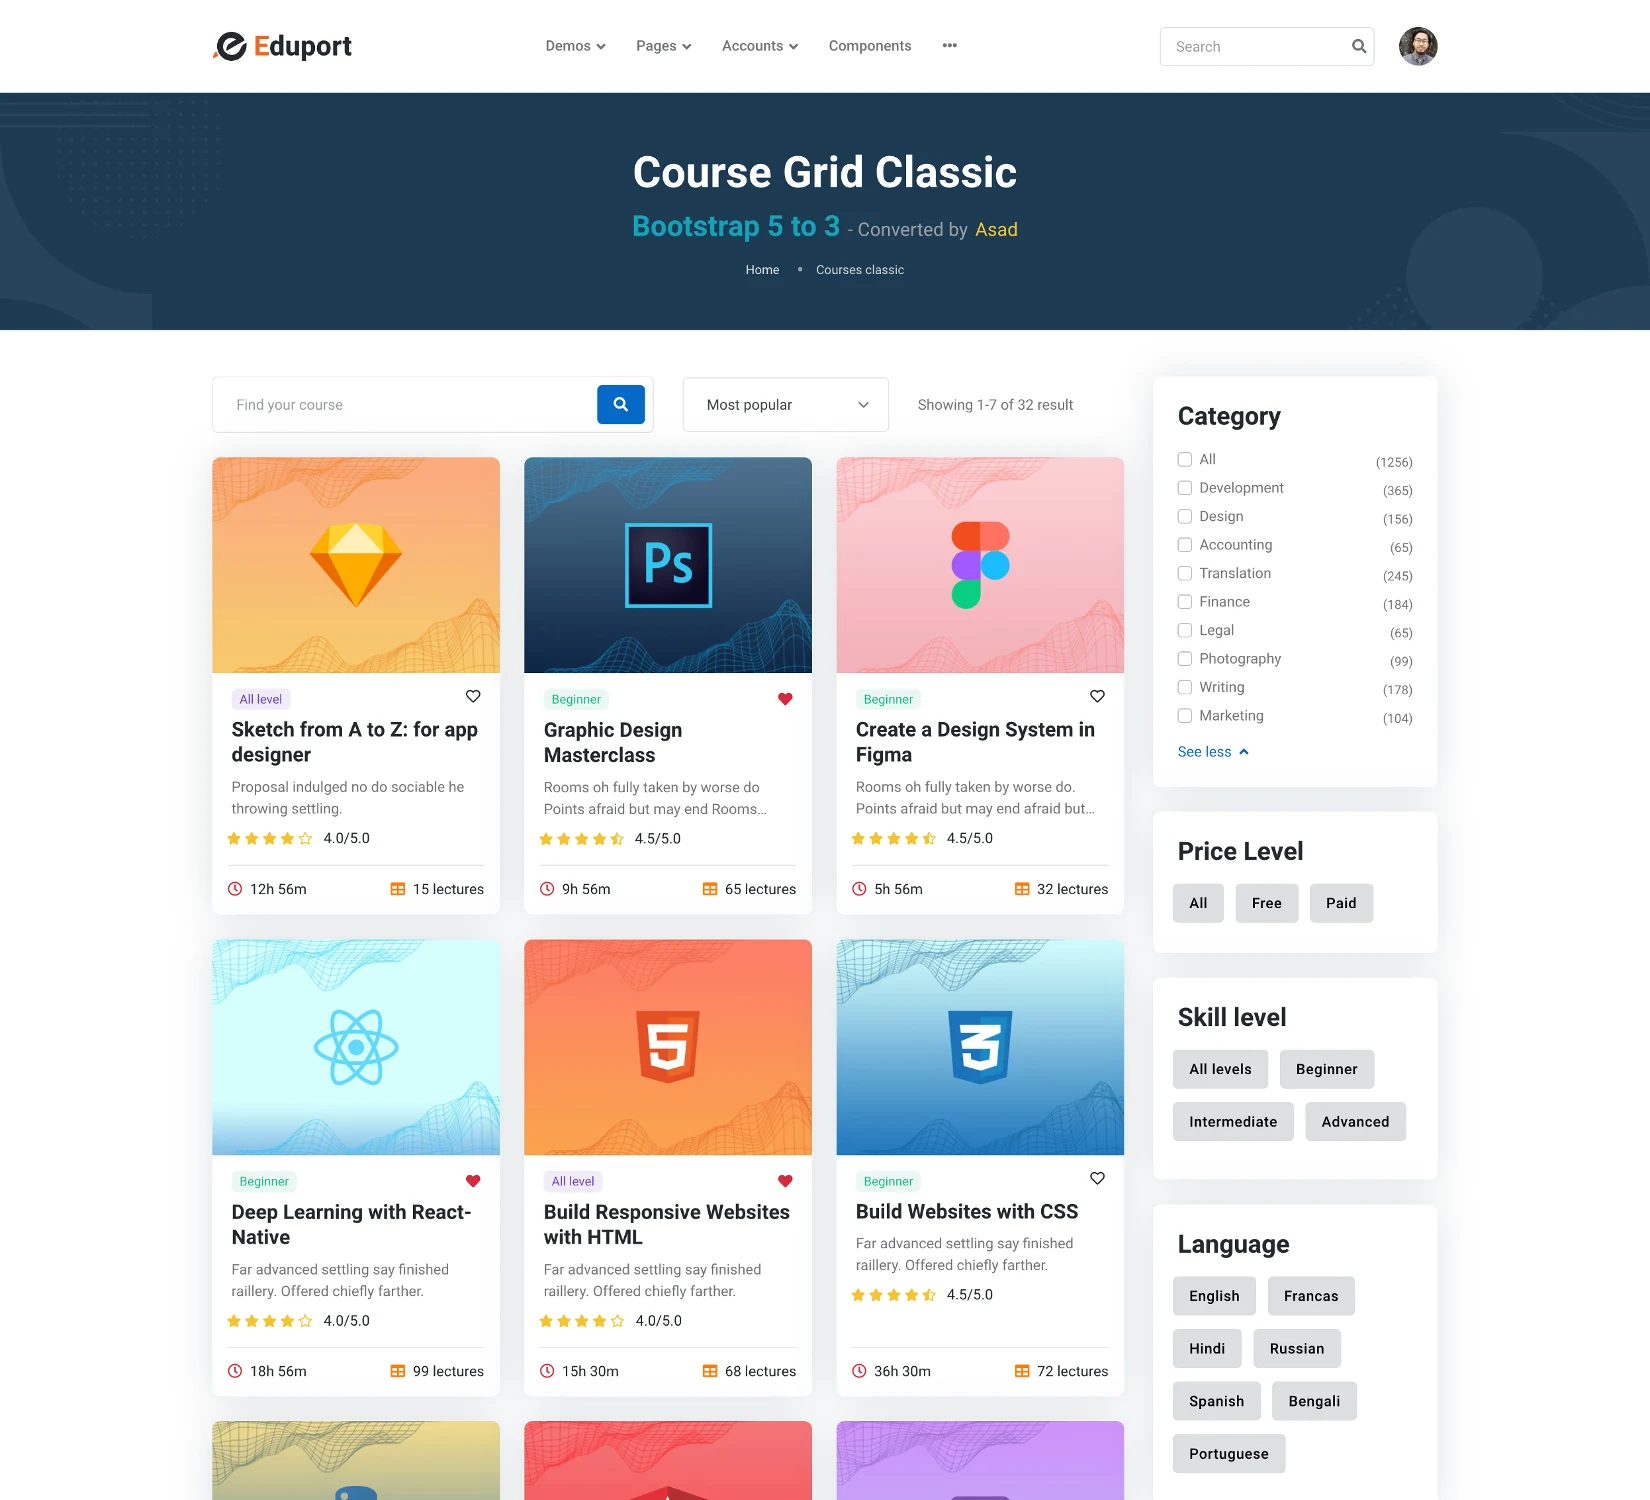 Eduport
Demos
Pages
Accounts
Components
Search
Course Grid Classic
Bootstrap 5 to 3 - Converted by Asad
Home • Courses classic
Find your course
Most popular
Showing 1-7 of 32 result
Ps
All level
Sketch from A to Z: for app
designer
Proposal indulged no do sociable he
throwing settling.
4.0/5.0
12h 56m
15 lectures
Beginner
Graphic Design
Masterclass
Rooms oh fully taken by worse do
Points afraid but may end Rooms...
4.5/5.0
9h 56m
65 lectures
Beginner
Create a Design System in
Figma
Rooms oh fully taken by worse do.
Points afraid but may end afraid but...
4.5/5.0
5h 56m
32 lectures
Beginner
Deep Learning with React-
Native
Far advanced settling say finished
raillery. Offered chiefly farther.
4.0/5.0
18h 56m
99 lectures
5
All level
Build Responsive Websites
with HTML
Far advanced settling say finished
raillery. Offered chiefly farther.
4.0/5.0
15h 30m
68 lectures
3
Beginner
Build Websites with CSS
Far advanced settling say finished
raillery. Offered chiefly farther.
4.5/5.0
36h 30m
72 lectures
Category
All (1256)
Development (365)
Design (156)
Accounting (65)
Translation (245)
Finance (184)
Legal (65)
Photography (99)
Writing (178)
Marketing (104)
See less
Price Level
All Free Paid
Skill level
All levels Beginner
Intermediate Advanced
Language
English Francas
Hindi Russian
Spanish Bengali
Portuguese